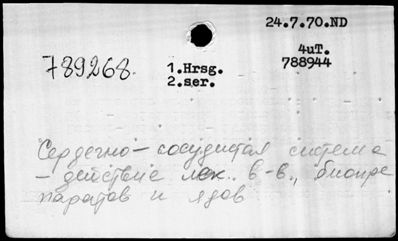 24.7.70.ND
4uT.
789268.
1.Hrsg.
788944
2.ser.
Сердечно-сосудистая система
- действие лек. в-в., биопре
паратов и ядов